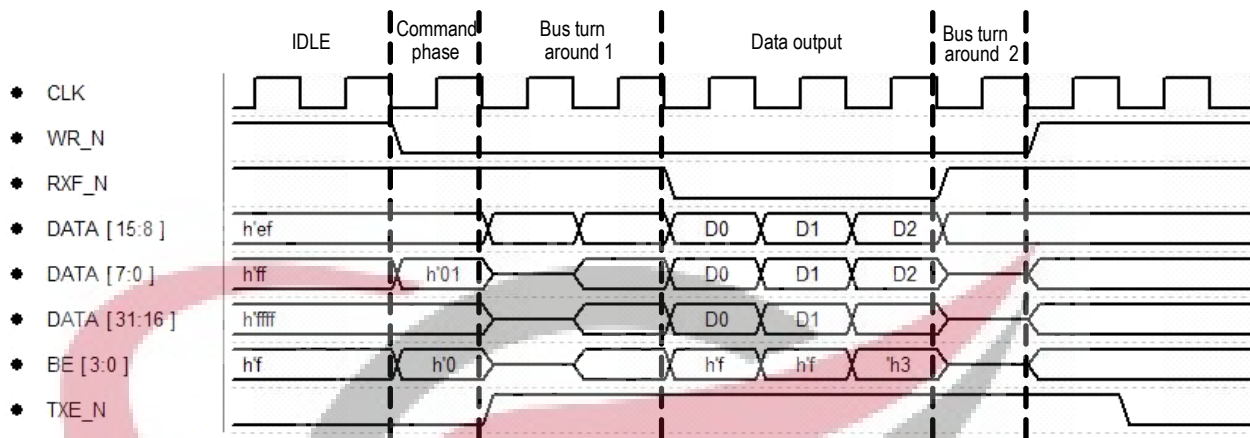 IDLE
Command
phase
Bus turn
around 1
Data output
Bus turn
around 2
CLK
WR_N
RXF_N
DATA [ 15:8 ] h'ef D0 D1 D2
DATA [ 7:0 ] h'ff h'01 D0 D1 D2
DATA [ 31:16 ] h'ffff D0 D1
BE [ 3:0 ] h'f h'0 h'f h'f 'h3
TXE_N